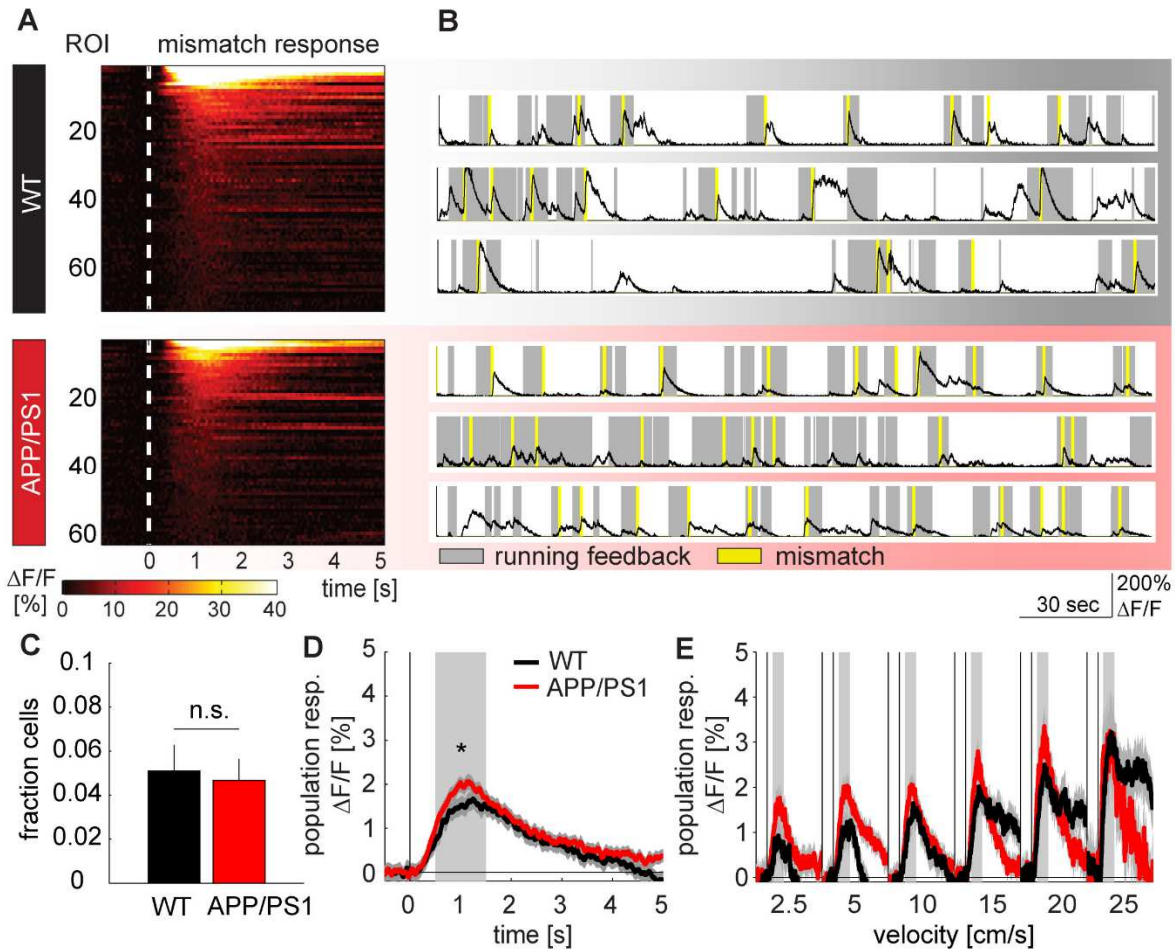 A
ROI
mismatch response
WT
20
40
60
APP/PS1
20
40
60
0 1 2 3 4 5
time [s]
ΔF/F
[%]
0 10 20 30 40
B
running feedback
mismatch
200%
ΔF/F
30 sec
C
fraction cells
0.1
0.08
0.06
0.04
0.02
0
n.s.
WT APP/PS1
D
population resp.
ΔF/F [%]
5
4
3
2
1
0
WT
APP/PS1
*
0 1 2 3 4 5
time [s]
E
population resp.
ΔF/F [%]
5
4
3
2
1
0
2.5 5 10 15 20 25
velocity [cm/s]